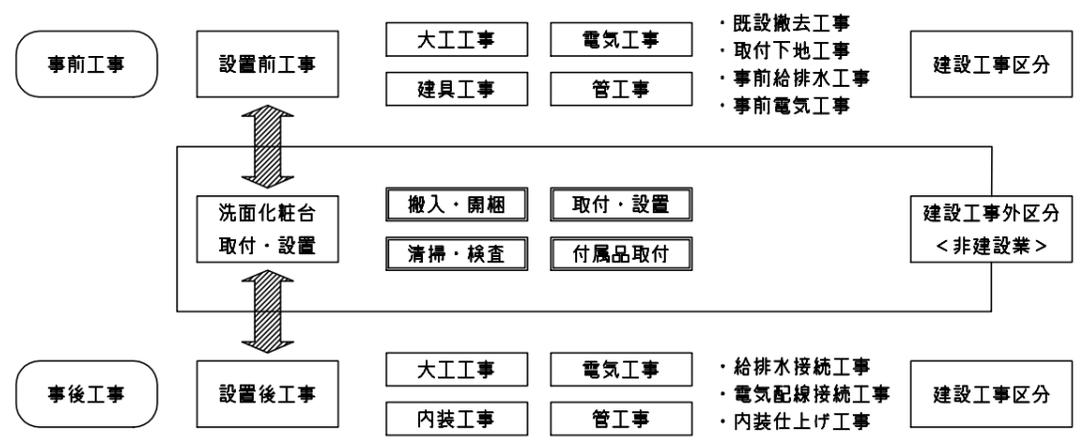 事前工事
設置前工事
大工工事
電気工事
建具工事
管工事
・既設撤去工事
・取付下地工事
・事前給排水工事
・事前電気工事
建設工事区分
洗面化粧台
取付・設置
搬入・開梱
取付・設置
清掃・検査
付属品取付
建設工事外区分
＜非建設業＞
事後工事
設置後工事
大工工事
電気工事
内装工事
管工事
・給排水接続工事
・電気配線接続工事
・内装仕上げ工事
建設工事区分